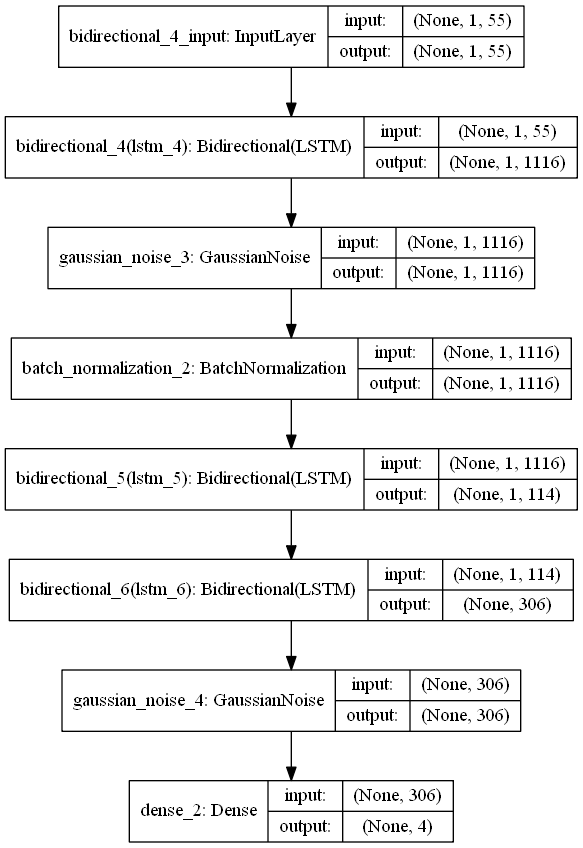 bidirectional_4_input: InputLayer
input: (None, 1, 55)
output: (None, 1, 55)
bidirectional_4(lstm_4): Bidirectional(LSTM)
input: (None, 1, 55)
output: (None, 1, 1116)
gaussian_noise_3: GaussianNoise
input: (None, 1, 1116)
output: (None, 1, 1116)
batch_normalization_2: BatchNormalization
input: (None, 1, 1116)
output: (None, 1, 1116)
bidirectional_5(lstm_5): Bidirectional(LSTM)
input: (None, 1, 1116)
output: (None, 1, 114)
bidirectional_6(lstm_6): Bidirectional(LSTM)
input: (None, 1, 114)
output: (None, 306)
gaussian_noise_4: GaussianNoise
input: (None, 306)
output: (None, 306)
dense_2: Dense
input: (None, 306)
output: (None, 4)